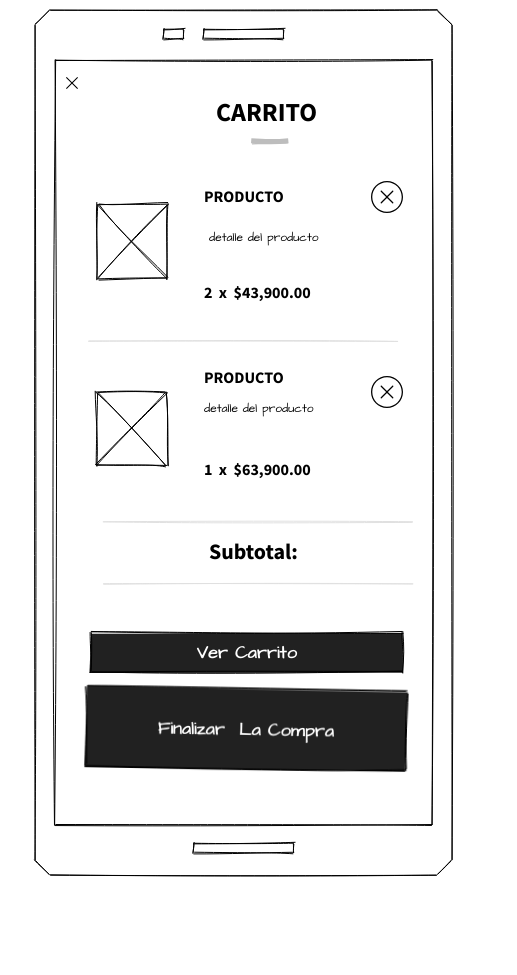 CARRITO
PRODUCTO
detalle del producto
2 x $43,900.00
PRODUCTO
detalle del producto
1 x $63,900.00
Subtotal:
Ver Carrito
Finalizar La Compra